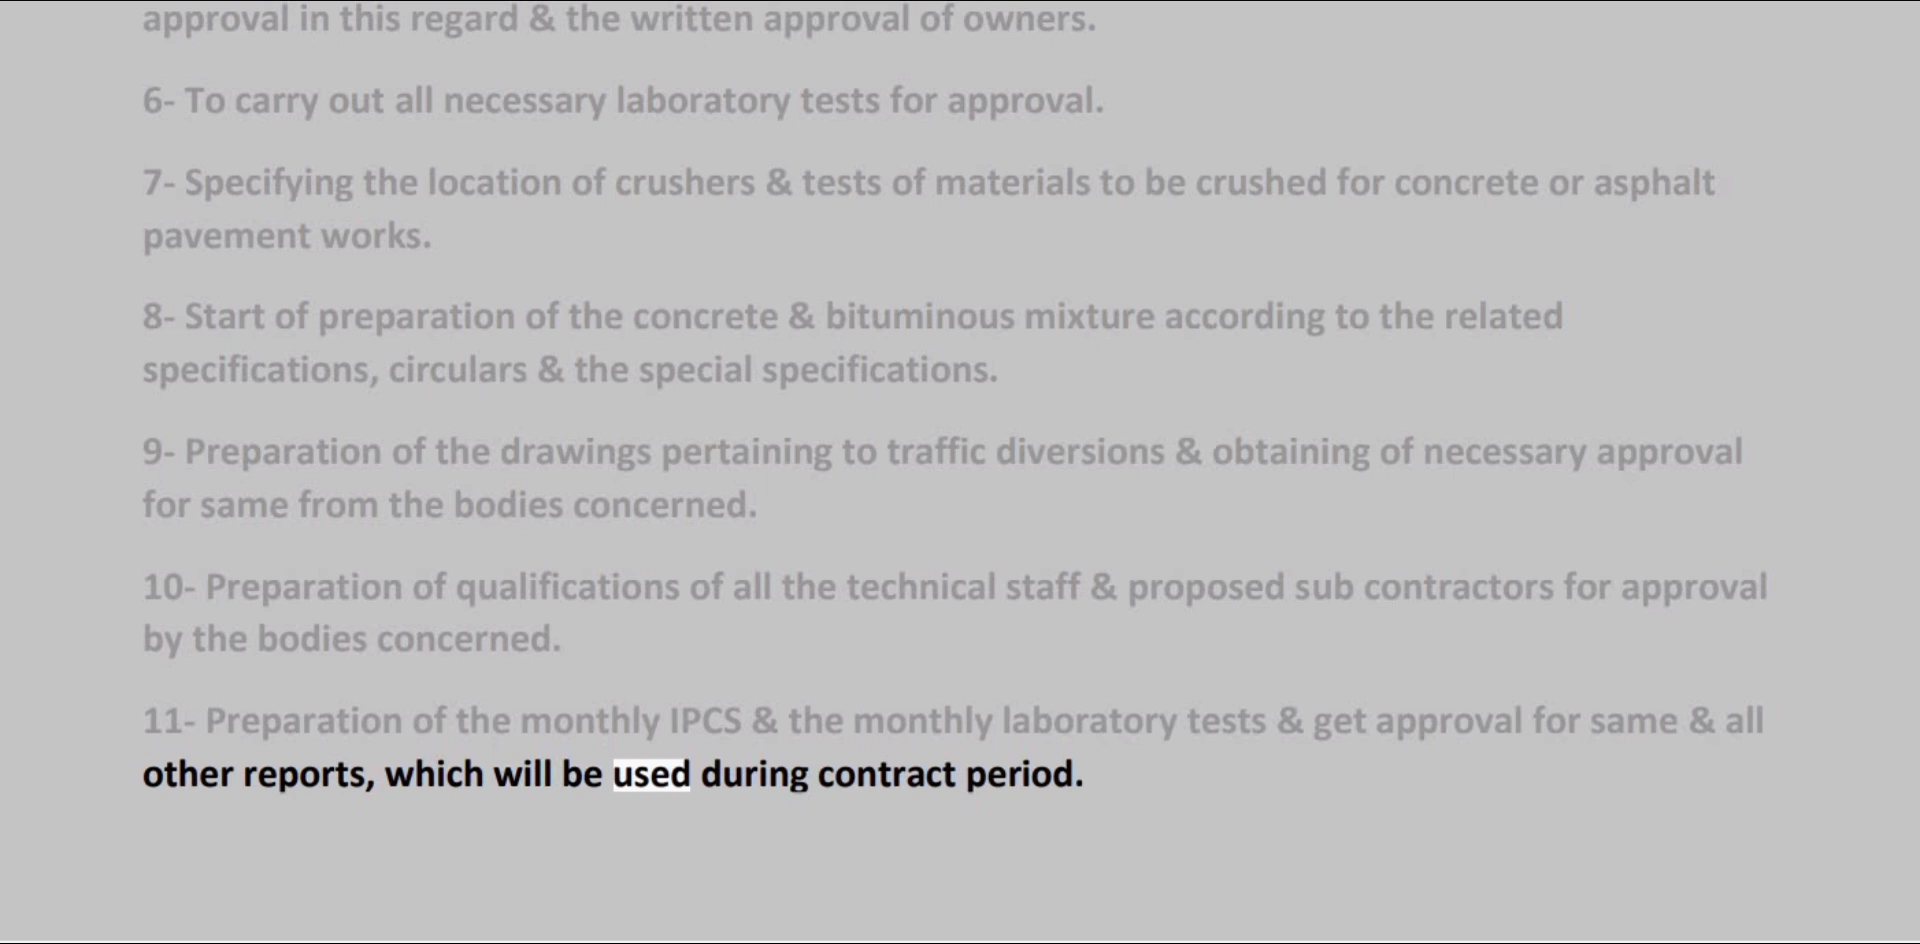 approval in this regard & the written approval of owners.
6- To carry out all necessary laboratory tests for approval.
7- Specifying the location of crushers & tests of materials to be crushed for concrete or asphalt
pavement works.
8- Start of preparation of the concrete & bituminous mixture according to the related
specifications, circulars & the special specifications.
9- Preparation of the drawings pertaining to traffic diversions & obtaining of necessary approval
for same from the bodies concerned.
10- Preparation of qualifications of all the technical staff & proposed sub contractors for approval
by the bodies concerned.
11- Preparation of the monthly IPCS & the monthly laboratory tests & get approval for same & all
other reports, which will be used during contract period.